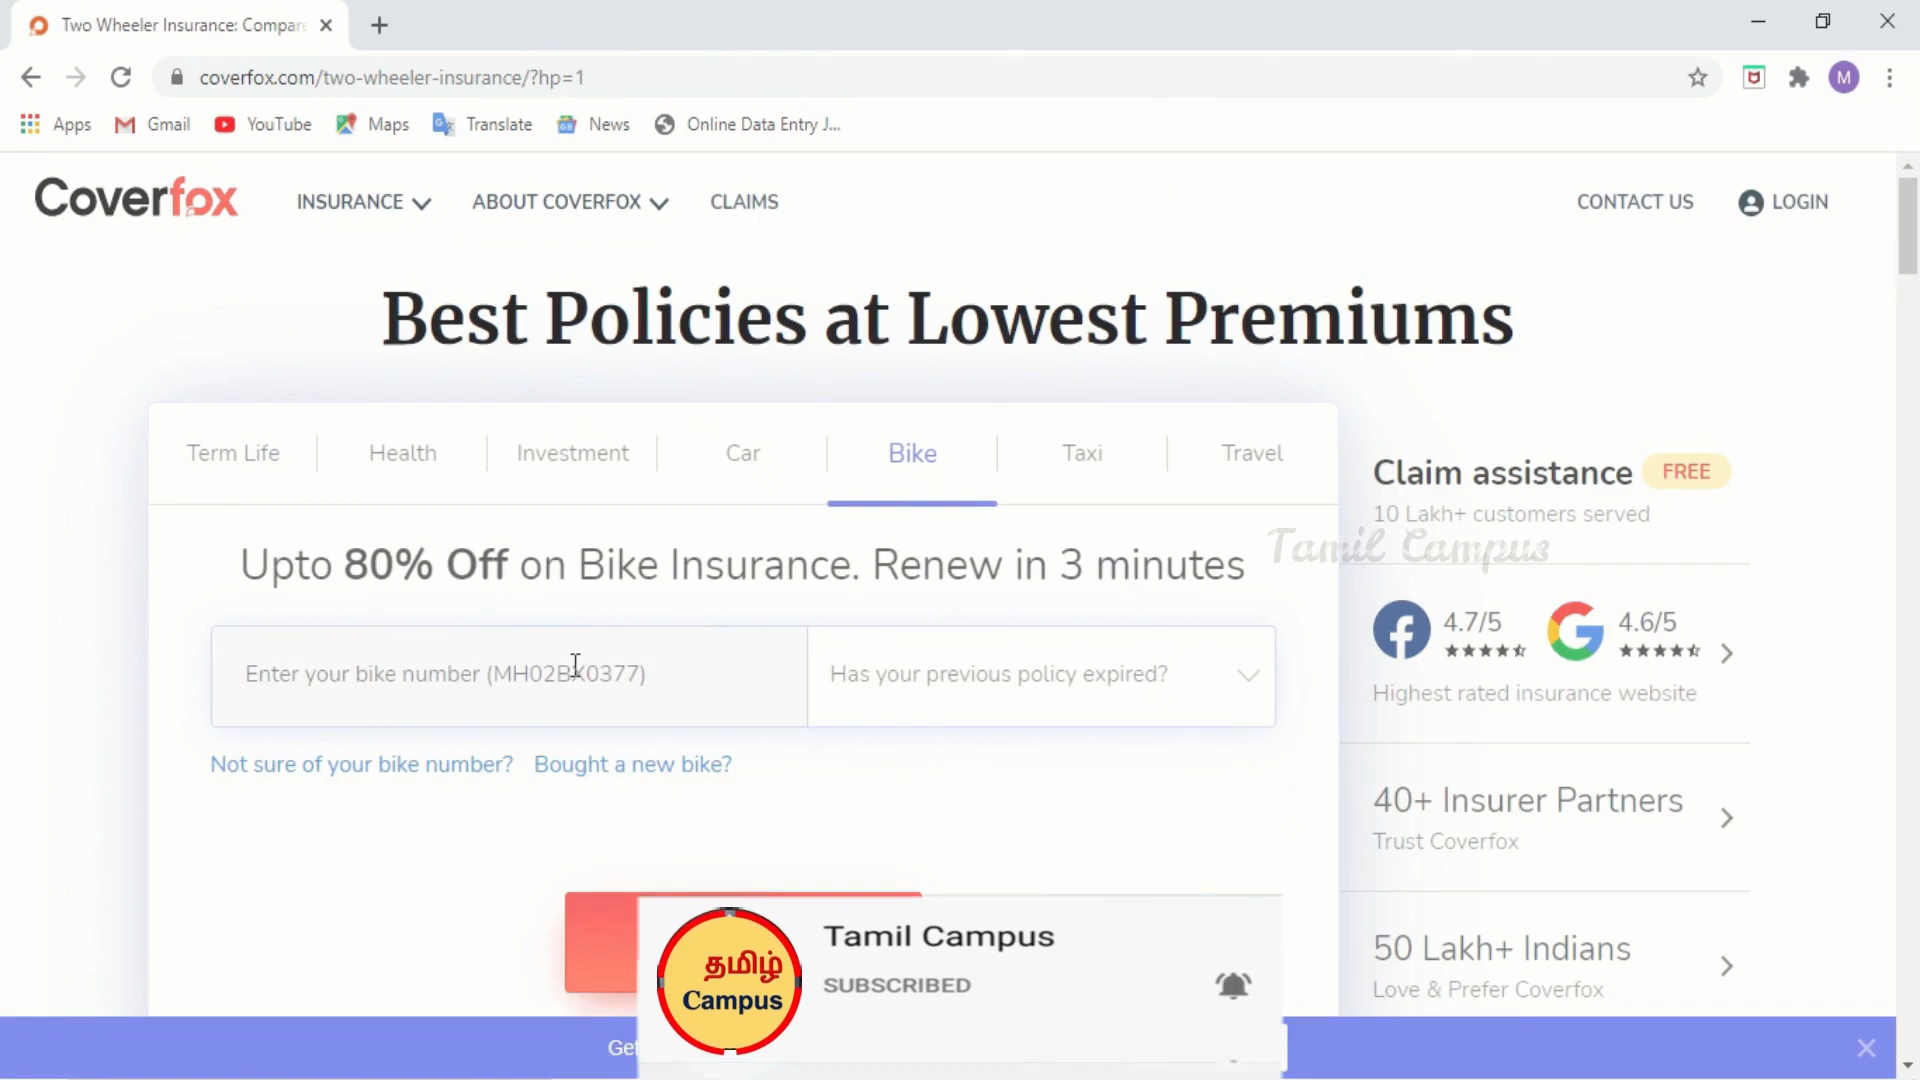 Two Wheeler Insurance: Compare
coverfox.com/two-wheeler-insurance/?hp=1
M
Apps Gmail YouTube Maps Translate News Online Data Entry J...
Coverfox INSURANCE ABOUT COVERFOX CLAIMS CONTACT US LOGIN
Best Policies at Lowest Premiums
Term Life Health Investment Car Bike Taxi Travel
Upto 80% Off on Bike Insurance. Renew in 3 minutes
Enter your bike number (MH02BX0377) Has your previous policy expired?
Not sure of your bike number? Bought a new bike?
Claim assistance FREE
10 Lakh+ customers served
Tamil Campus
4.7/5 4.6/5
Highest rated insurance website
40+ Insurer Partners
Trust Coverfox
50 Lakh+ Indians
Love & Prefer Coverfox
தமிழ்
Campus
Tamil Campus
SUBSCRIBED